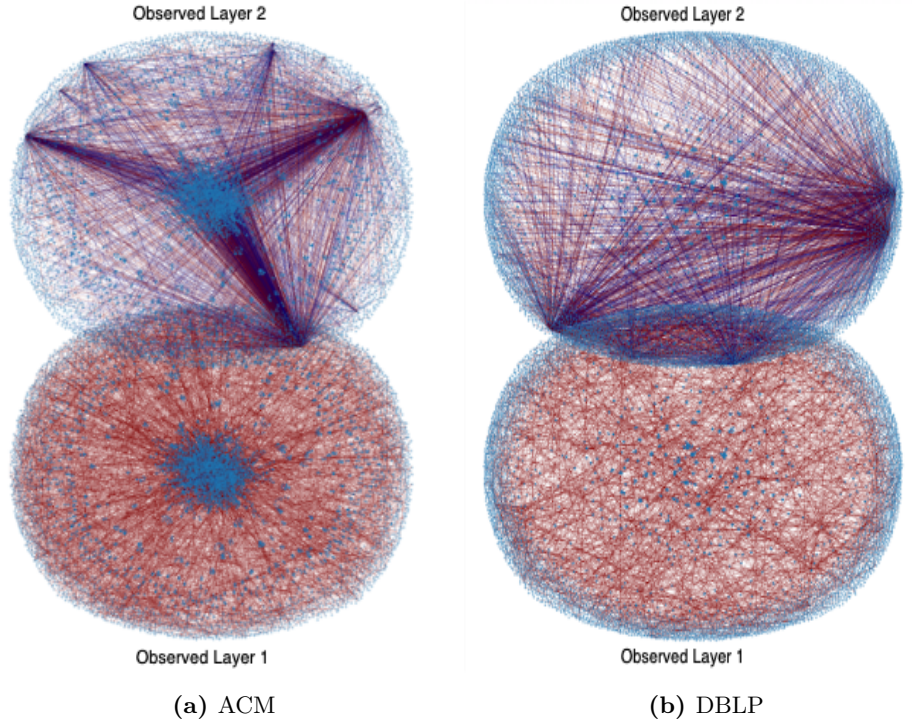 Observed Layer 2
Observed Layer 2
Observed Layer 1
Observed Layer 1
(a) ACM
(b) DBLP